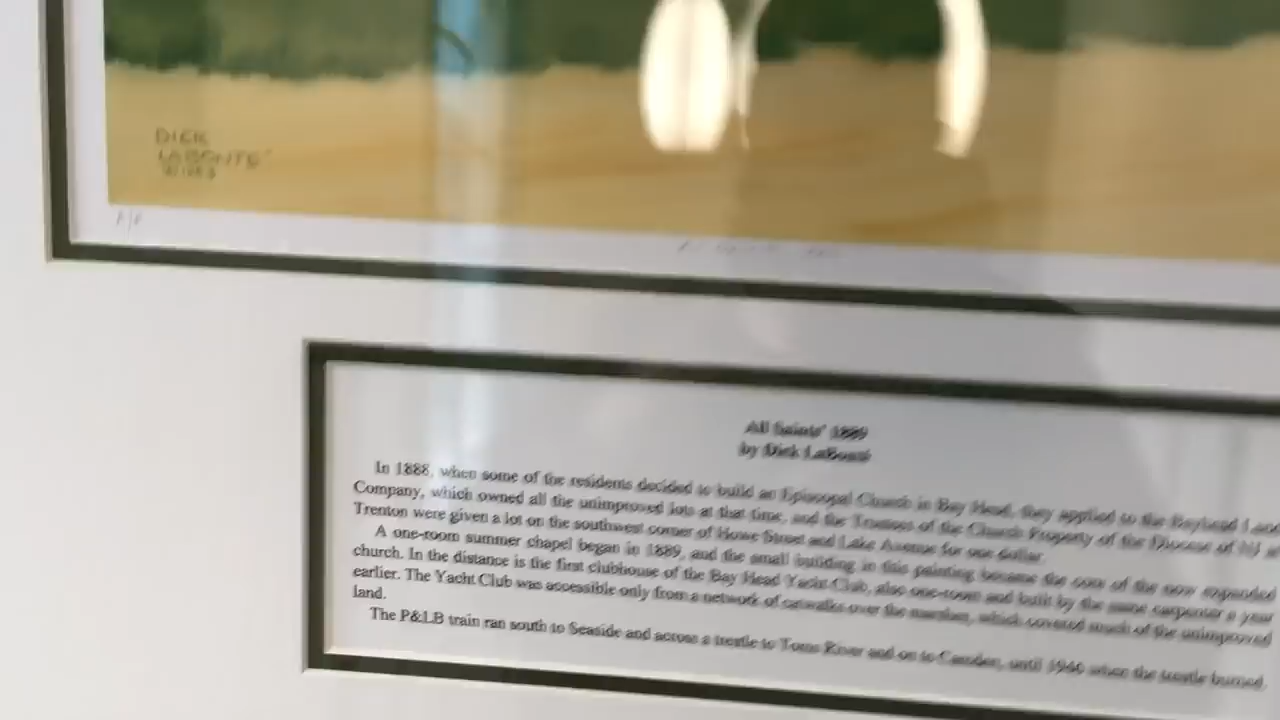 DICK
LABONTE'
All Saints' 1889
by Dick LaBonté
In 1888, when some of the residents decided to build an Episcopal Church in Bay Head, they applied to the Bayhead Land
Company, which owned all the unimproved lots at that time, and the Trustees of the Church Property of the Diocese of NJ
Trenton were given a lot on the southwest corner of Howe Street and Lake Avenue for one dollar.
A one-room summer chapel began in 1889, and the small building in this painting became the core of the now expanded
church. In the distance is the first clubhouse of the Bay Head Yacht Club, also one-room and built by the same carpenter a year
earlier. The Yacht Club was accessible only from a network of catwalks over the marshes, which covered much of the unimproved
land.
The P&LB train ran south to Seaside and across a trestle to Toms River and on to Camden, until 1946 when the trestle burned.